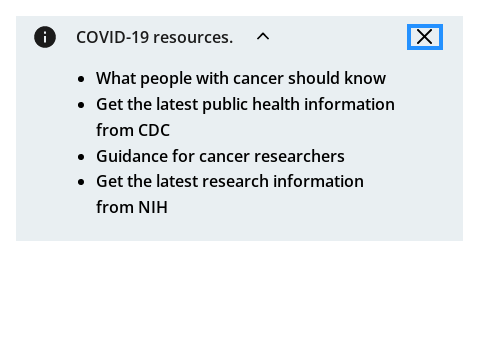 COVID-19 resources.
What people with cancer should know
Get the latest public health information
from CDC
Guidance for cancer researchers
Get the latest research information
from NIH